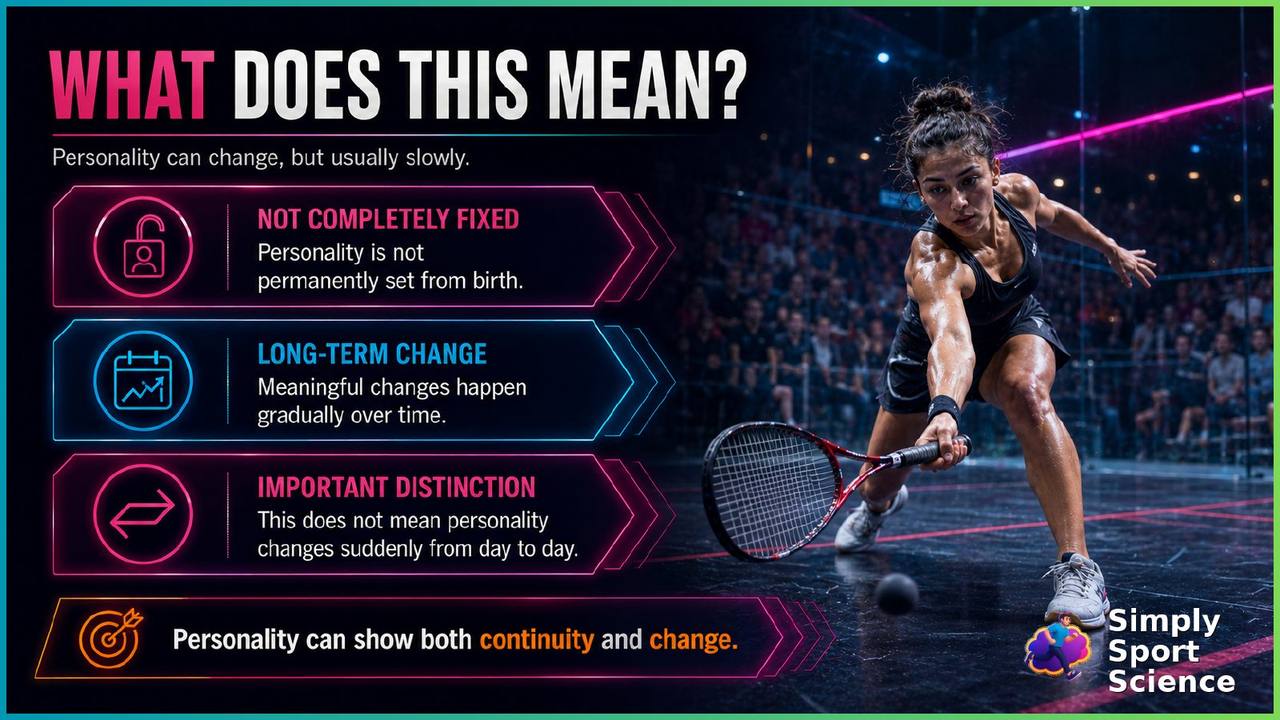 WHAT DOES THIS MEAN?
Personality can change, but usually slowly.
NOT COMPLETELY FIXED
Personality is not
permanently set from birth.
LONG-TERM CHANGE
Meaningful changes happen
gradually over time.
IMPORTANT DISTINCTION
This does not mean personality
changes suddenly from day to day.
Personality can show both continuity and change.
Simply
Sport
Science